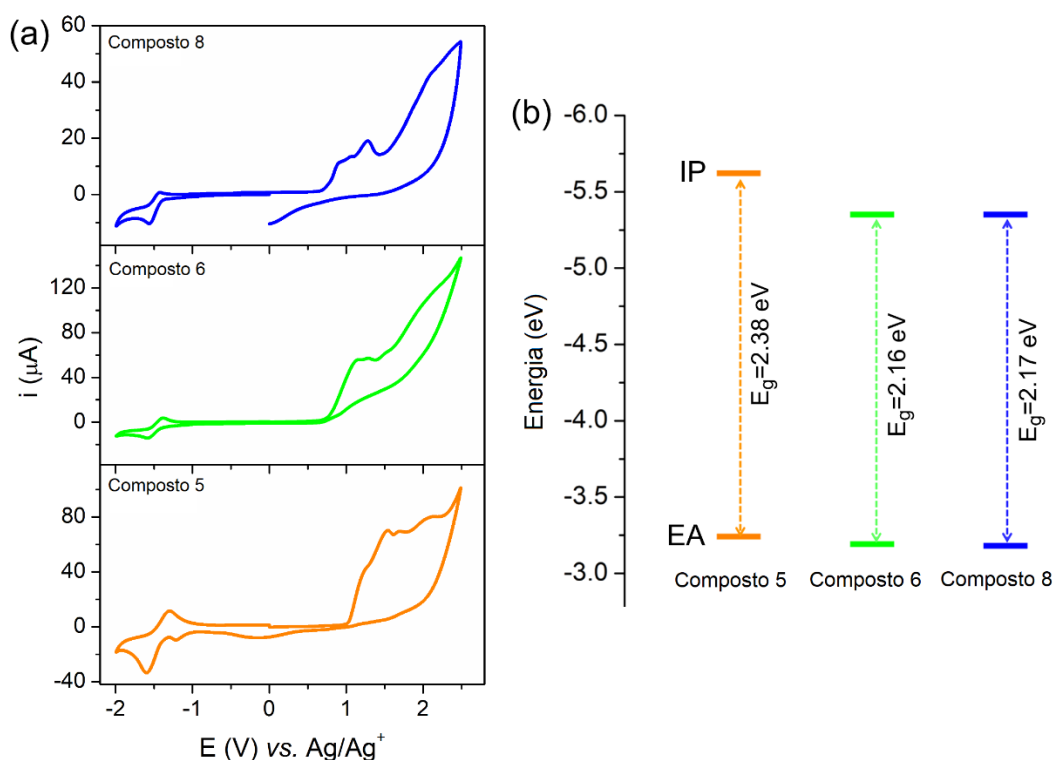 (a)
Composto 8
60
40
20
0
Composto 6
120
80
40
0
Composto 5
80
40
0
-40
i (μA)
-2 -1 0 1 2
E (V) vs. Ag/Ag⁺
(b)
-6.0
-5.5
-5.0
-4.5
-4.0
-3.5
-3.0
Energia (eV)
IP
EA
E_g=2.38 eV
E_g=2.16 eV
E_g=2.17 eV
Composto 5 Composto 6 Composto 8